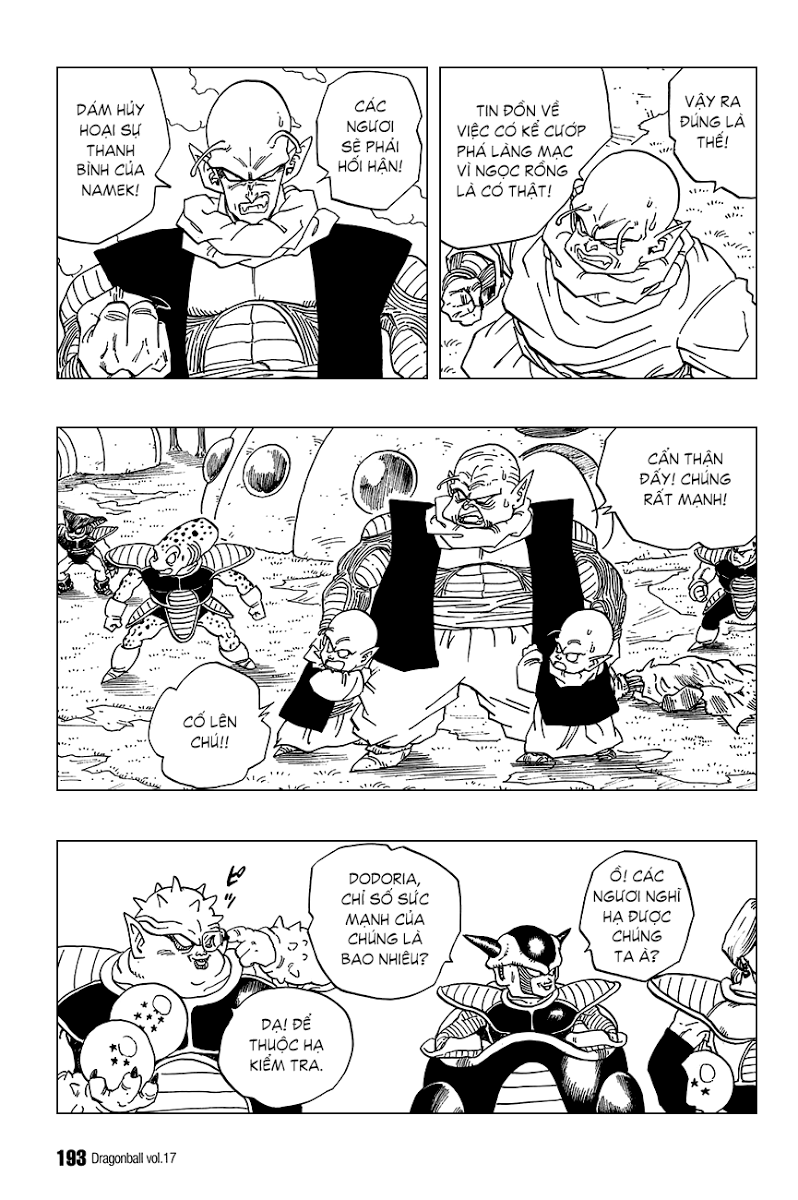 VẬY RA
ĐÚNG LÀ
THẾ!
TIN ĐỒN VỀ
VIỆC CÓ KẺ CƯỚP
PHÁ LÀNG MẠC
VÌ NGỌC RỒNG
LÀ CÓ THẬT!
CÁC
NGƯƠI
SẼ PHẢI
HỐI HẬN!
DÁM HỦY
HOẠI SỰ
THANH
BÌNH CỦA
NAMEK!
CẨN THẬN
ĐẤY! CHÚNG
RẤT MẠNH!
CỐ LÊN
CHÚ!!
Ồ! CÁC
NGƯƠI NGHĨ
HẠ ĐƯỢC
CHÚNG
TA À?
DODORIA,
CHỈ SỐ SỨC
MẠNH CỦA
CHÚNG LÀ
BAO NHIÊU?
ピッ
DẠ! ĐỂ
THUỘC HẠ
KIỂM TRA.
193 Dragonball vol.17